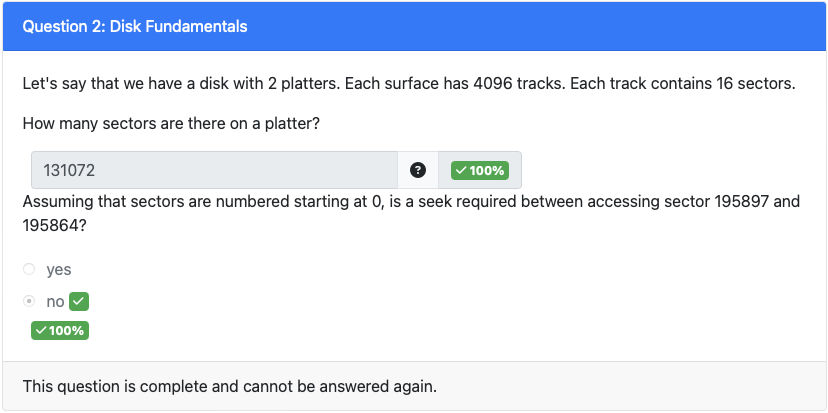 Question 2: Disk Fundamentals
Let's say that we have a disk with 2 platters. Each surface has 4096 tracks. Each track contains 16 sectors.
How many sectors are there on a platter?
131072 ? ✓ 100%
Assuming that sectors are numbered starting at 0, is a seek required between accessing sector 195897 and
195864?
yes
no ✓
✓ 100%
This question is complete and cannot be answered again.